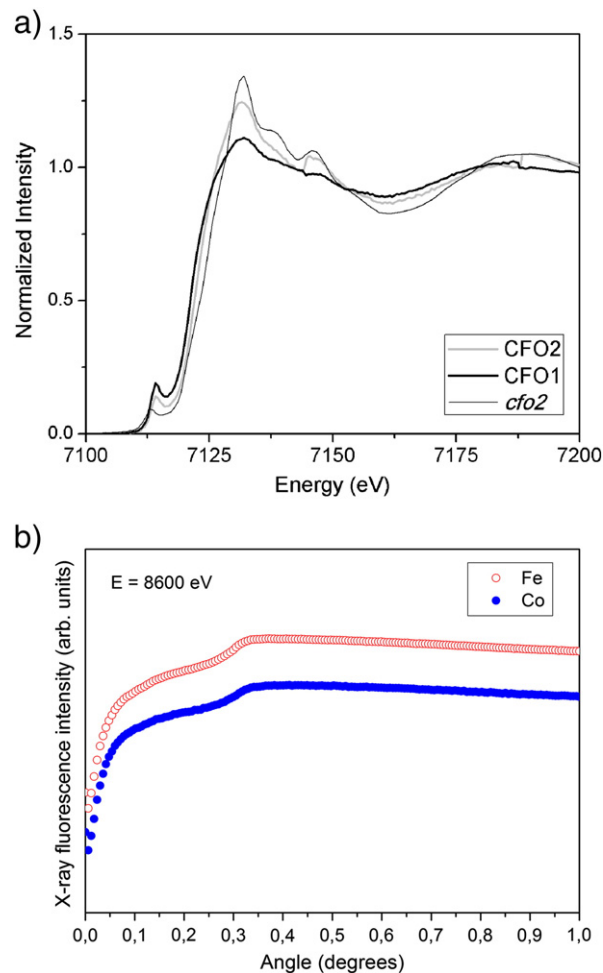 a)
1.5
1.0
0.5
0.0
Normalized Intensity
CFO2
CFO1
cfo2
7100 7125 7150 7175 7200
Energy (eV)
b)
E = 8600 eV
Fe
Co
X-ray fluorescence intensity (arb. units)
0,0 0,1 0,2 0,3 0,4 0,5 0,6 0,7 0,8 0,9 1,0
Angle (degrees)